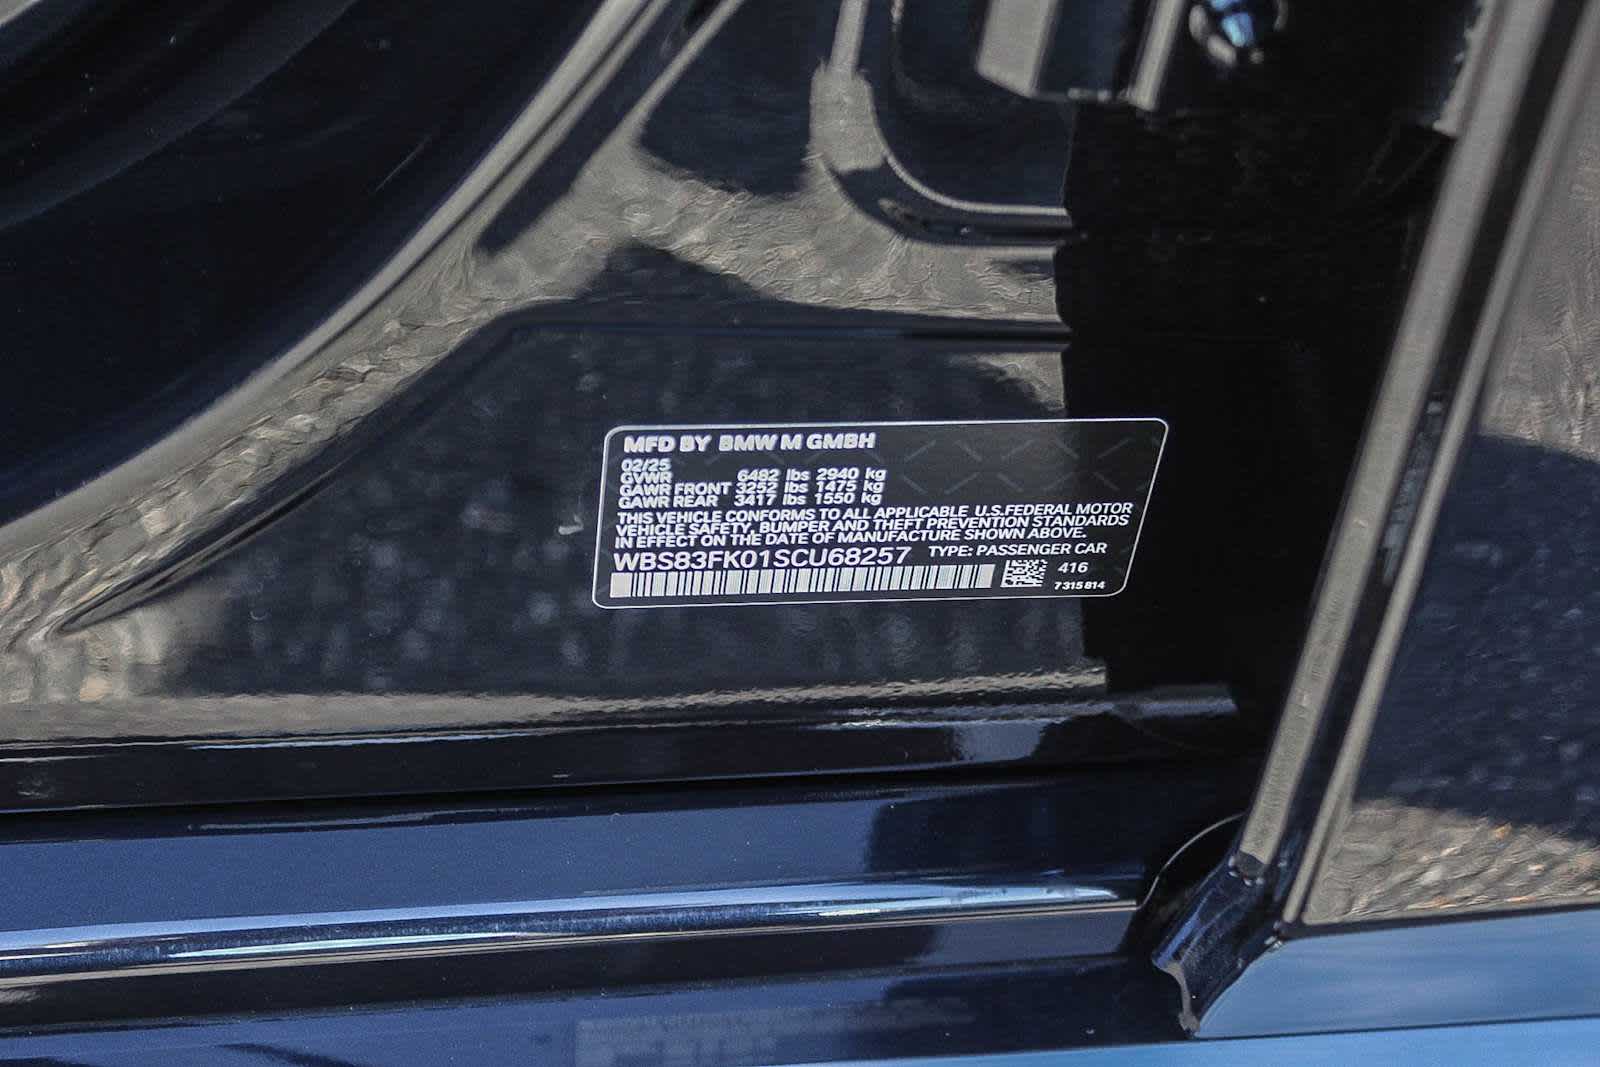 MFD BY BMW M GMBH
02/25
GVWR 6482 lbs 2940 kg
GAWR FRONT 3252 lbs 1475 kg
GAWR REAR 3417 lbs 1550 kg
THIS VEHICLE CONFORMS TO ALL APPLICABLE U.S.FEDERAL MOTOR
VEHICLE SAFETY, BUMPER AND THEFT PREVENTION STANDARDS
IN EFFECT ON THE DATE OF MANUFACTURE SHOWN ABOVE.
WBS83FK01SCU68257 TYPE: PASSENGER CAR
416
7 315 814